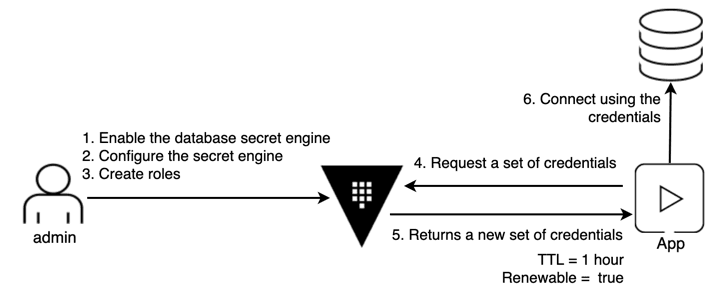 6. Connect using the
credentials
1. Enable the database secret engine
2. Configure the secret engine
3. Create roles
4. Request a set of credentials
admin
5. Returns a new set of credentials
App
TTL = 1 hour
Renewable = true